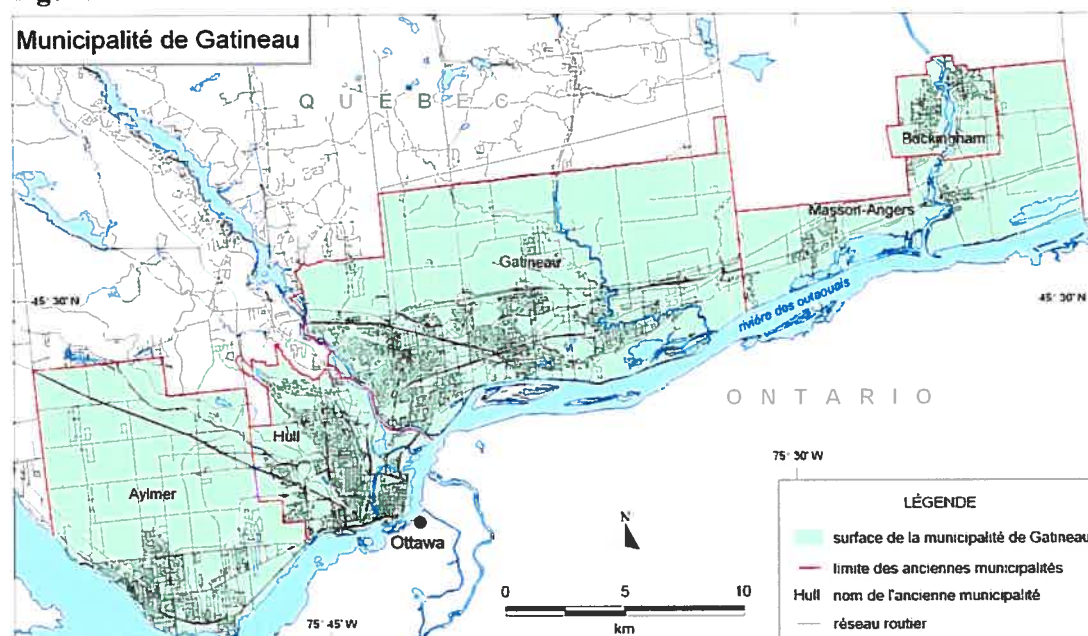 Municipalité de Gatineau
QUÉBEC
Buckingham
Masson-Angers
Gatineau
45° 30' N
45° 30' N
rivière des outaouais
ONTARIO
Hull
Aylmer
75° 30' W
N
Ottawa
0 5 10
km
75° 45' W
LÉGENDE
surface de la municipalité de Gatineau
limite des anciennes municipalités
Hull nom de l'ancienne municipalité
réseau routier